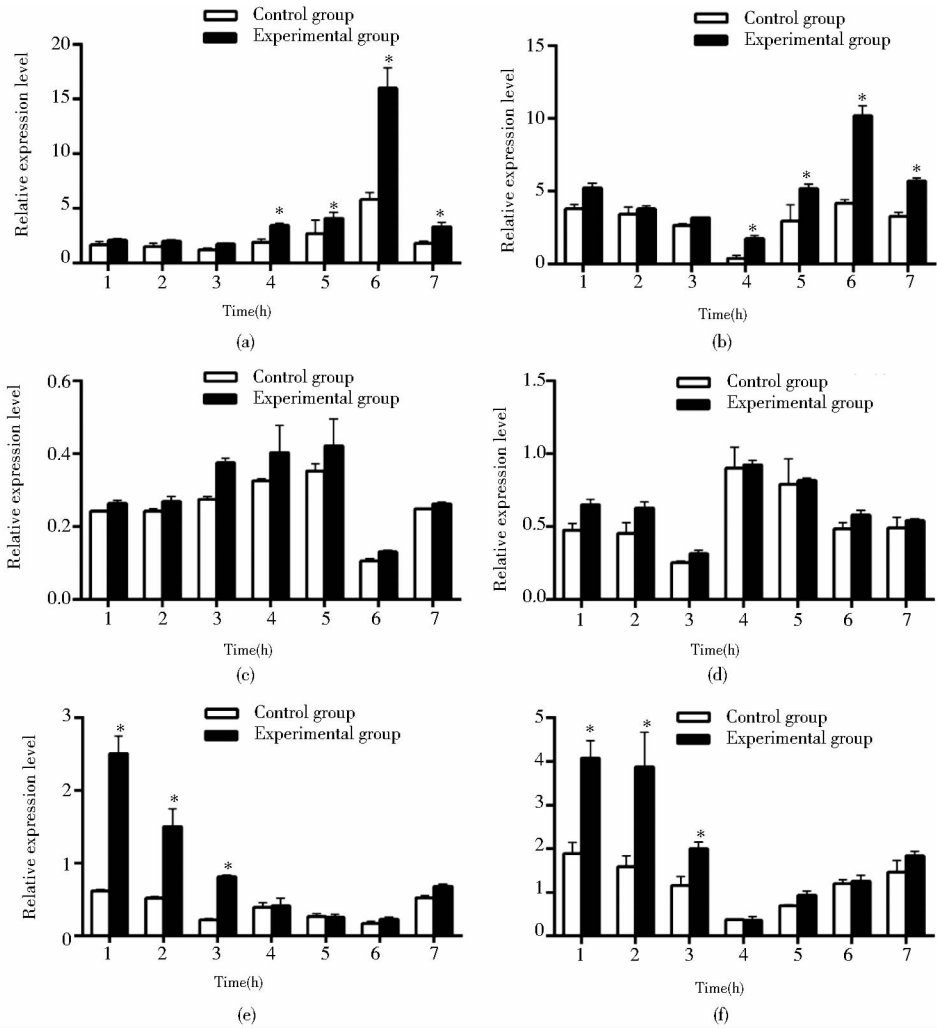 Control group
Experimental group
Relative expression level
20
15
10
5
0
* * * *
1 2 3 4 5 6 7
Time(h)
(a)
Control group
Experimental group
Relative expression level
15
10
5
0
* * * *
1 2 3 4 5 6 7
Time(h)
(b)
Control group
Experimental group
Relative expression level
0.6
0.4
0.2
0.0
1 2 3 4 5 6 7
Time(h)
(c)
Control group
Experimental group
Relative expression level
1.5
1.0
0.5
0.0
1 2 3 4 5 6 7
Time(h)
(d)
Control group
Experimental group
Relative expression level
3
2
1
0
* * *
1 2 3 4 5 6 7
Time(h)
(e)
Control group
Experimental group
Relative expression level
5
4
3
2
1
0
* * *
1 2 3 4 5 6 7
Time(h)
(f)